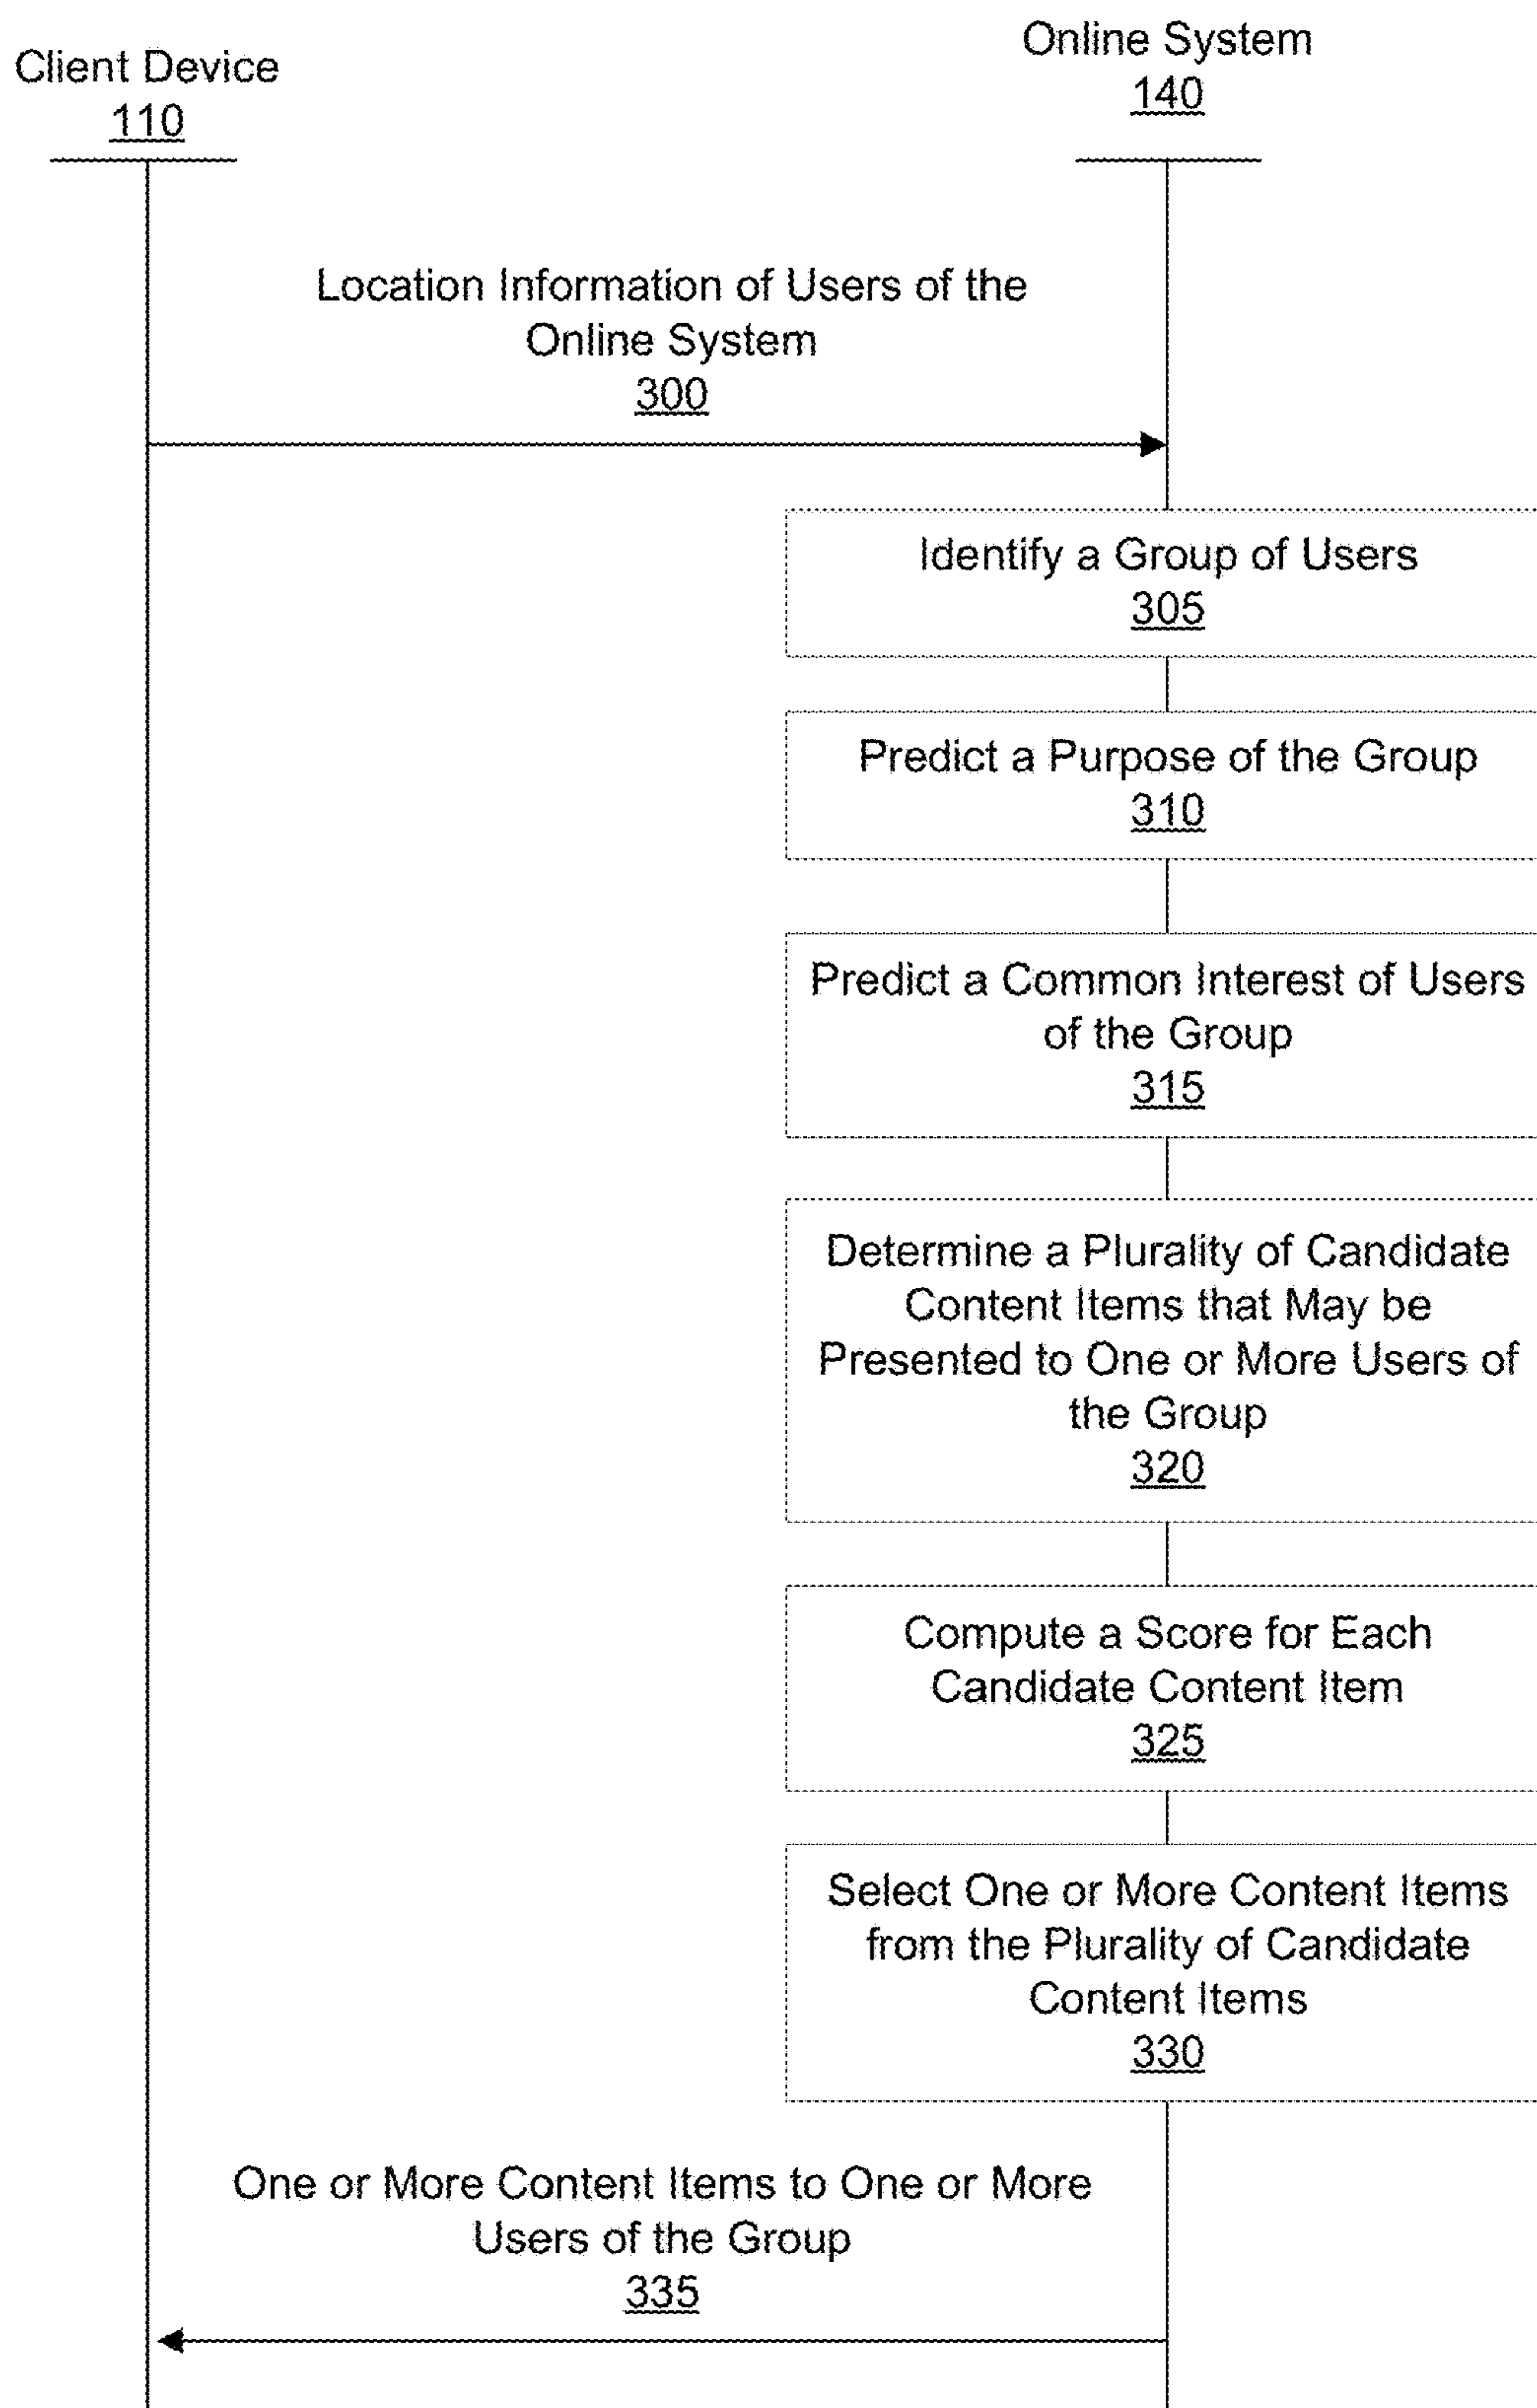 Client Device
110
Online System
140
Location Information of Users of the
Online System
300
Identify a Group of Users
305
Predict a Purpose of the Group
310
Predict a Common Interest of Users
of the Group
315
Determine a Plurality of Candidate
Content Items that May be
Presented to One or More Users of
the Group
320
Compute a Score for Each
Candidate Content Item
325
Select One or More Content Items
from the Plurality of Candidate
Content Items
330
One or More Content Items to One or More
Users of the Group
335